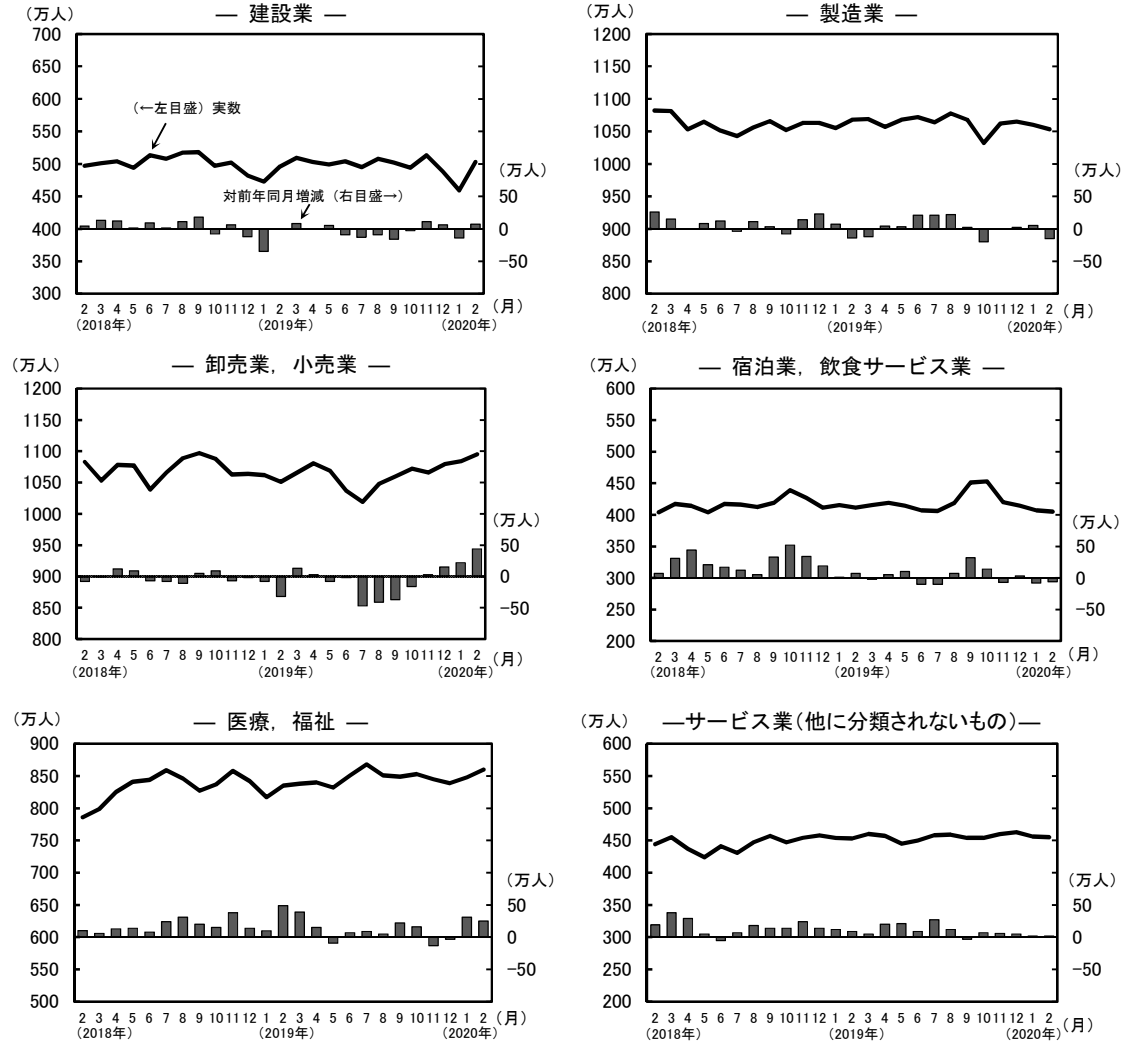 (万人)
― 建設業 ―
700
650
600
550
500
450
400
350
300
(←左目盛) 実数
対前年同月増減 (右目盛→)
(万人)
50
0
−50
2 3 4 5 6 7 8 9 10 11 12 1 2 3 4 5 6 7 8 9 10 11 12 1 2 (月)
(2018年) (2019年) (2020年)
(万人)
― 製造業 ―
1200
1150
1100
1050
1000
950
900
850
800
(万人)
50
0
−50
2 3 4 5 6 7 8 9 10 11 12 1 2 3 4 5 6 7 8 9 10 11 12 1 2 (月)
(2018年) (2019年) (2020年)
(万人)
― 卸売業，小売業 ―
1200
1150
1100
1050
1000
950
900
850
800
(万人)
50
0
−50
2 3 4 5 6 7 8 9 10 11 12 1 2 3 4 5 6 7 8 9 10 11 12 1 2 (月)
(2018年) (2019年) (2020年)
(万人)
― 宿泊業，飲食サービス業 ―
600
550
500
450
400
350
300
250
200
(万人)
50
0
−50
2 3 4 5 6 7 8 9 10 11 12 1 2 3 4 5 6 7 8 9 10 11 12 1 2 (月)
(2018年) (2019年) (2020年)
(万人)
― 医療，福祉 ―
900
850
800
750
700
650
600
550
500
(万人)
50
0
−50
2 3 4 5 6 7 8 9 10 11 12 1 2 3 4 5 6 7 8 9 10 11 12 1 2 (月)
(2018年) (2019年) (2020年)
(万人)
―サービス業(他に分類されないもの)―
600
550
500
450
400
350
300
250
200
(万人)
50
0
−50
2 3 4 5 6 7 8 9 10 11 12 1 2 3 4 5 6 7 8 9 10 11 12 1 2 (月)
(2018年) (2019年) (2020年)